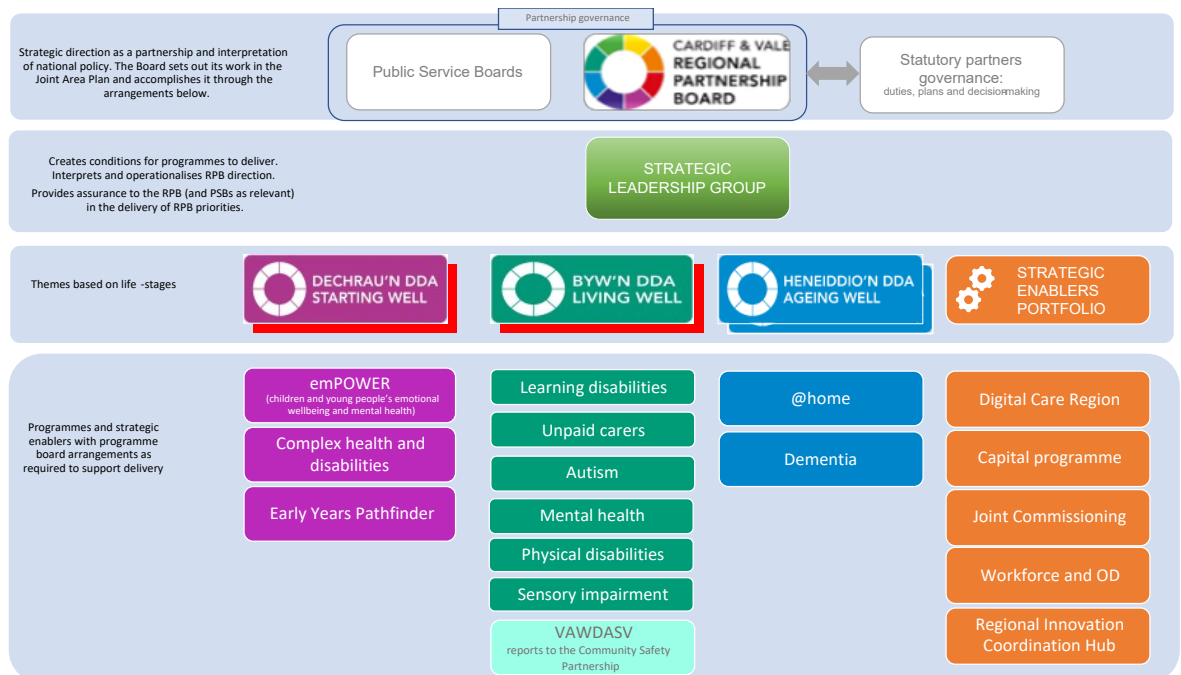 Partnership governance
Strategic direction as a partnership and interpretation
of national policy. The Board sets out its work in the
Joint Area Plan and accomplishes it through the
arrangements below.
Public Service Boards
CARDIFF & VALE
REGIONAL
PARTNERSHIP
BOARD
Statutory partners
governance:
duties, plans and decision-making
Creates conditions for programmes to deliver.
Interprets and operationalises RPB direction.
Provides assurance to the RPB (and PSBs as relevant)
in the delivery of RPB priorities.
STRATEGIC
LEADERSHIP GROUP
Themes based on life -stages
DECHRAU'N DDA
STARTING WELL
BYW'N DDA
LIVING WELL
HENEIDDIO'N DDA
AGEING WELL
STRATEGIC
ENABLERS
PORTFOLIO
Programmes and strategic
enablers with programme
board arrangements as
required to support delivery
emPOWER
(children and young people's emotional
wellbeing and mental health)
Complex health and
disabilities
Early Years Pathfinder
Learning disabilities
Unpaid carers
Autism
Mental health
Physical disabilities
Sensory impairment
VAWDASV
reports to the Community Safety
Partnership
@home
Dementia
Digital Care Region
Capital programme
Joint Commissioning
Workforce and OD
Regional Innovation
Coordination Hub